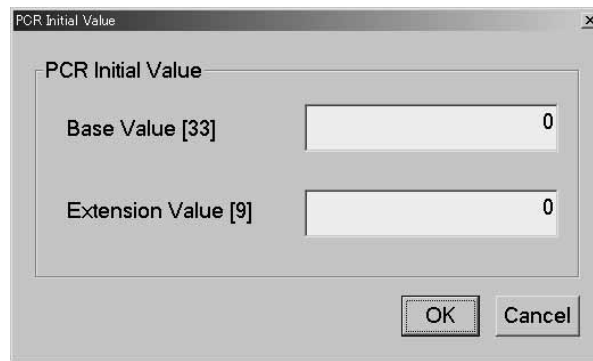 PCR Initial Value
PCR Initial Value
Base Value [33]
0
Extension Value [9]
0
OK
Cancel